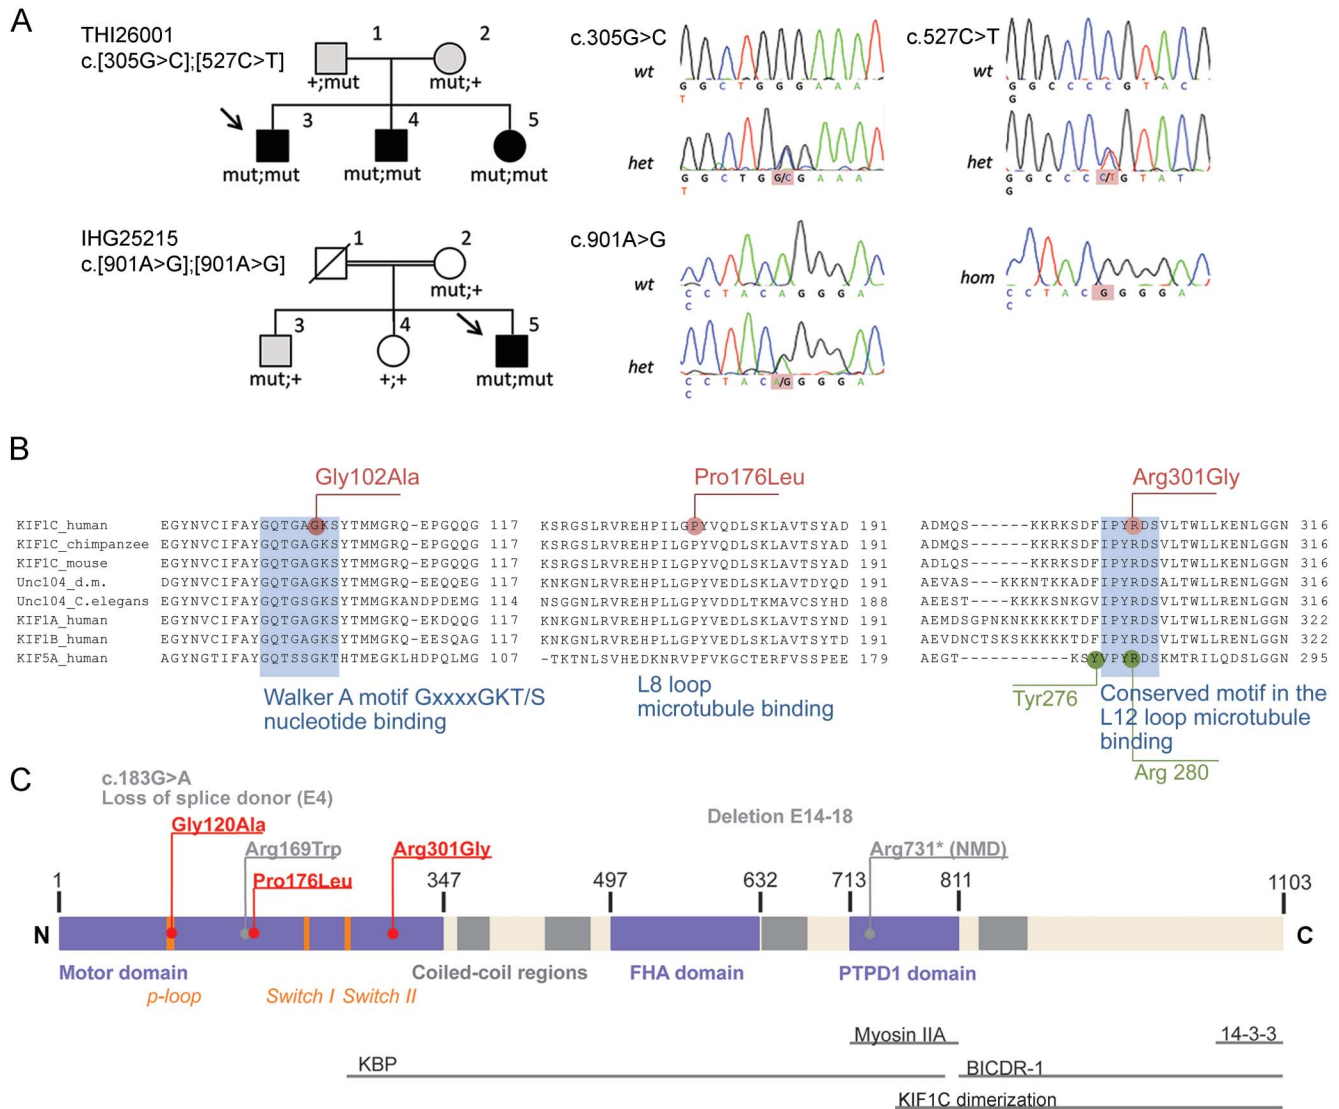 A
THI26001
c.[305G>C];[527C>T]
1
2
+;mut
mut;+
3
4
5
mut;mut
mut;mut
mut;mut
IHG25215
c.[901A>G];[901A>G]
1
2
mut;+
3
4
5
mut;+
+;+
mut;mut
c.305G>C
wt
G G C T G G G A A A
T
het
G G C T G G/C G A A A
T
c.527C>T
wt
G G C C C C G T A C
G
het
G G C C C C/T G T A T
G
c.901A>G
wt
C C T A C A G G G A
C
het
C C T A C A/G G G G A
C
hom
C C T A C G G G G A
C
B
Gly102Ala
Pro176Leu
Arg301Gly
KIF1C_human EGYNVCIFAYGQTGAGKSYTMMGRQ-EPGQQG 117 KSRGSLRVREHPILGPYVQDLSKLAVTSYAD 191 ADMQS------KKRKSDFIPYRDSVLTWLLKENLGGN 316
KIF1C_chimpanzee EGYNVCIFAYGQTGAGKSYTMMGRQ-EPGQQG 117 KSRGSLRVREHPILGPYVQDLSKLAVTSYAD 191 ADMQS------KKRKSDFIPYRDSVLTWLLKENLGGN 316
KIF1C_mouse EGYNVCIFAYGQTGAGKSYTMMGRQ-EPGQQG 117 KSRGSLRVREHPILGPYVQDLSKLAVTSYAD 191 ADLQS------KKRKSDFIPYRDSVLTWLLKENLGGN 316
Unc104_d.m. DGYNVCIFAYGQTGAGKSYTMMGRQ-EEQQEG 117 KNKGNLRVREHPLLGPYVEDLSKLAVTDYQD 191 AEVAS---KKKNTKKADFIPYRDSVLTWLLRENLGGN 316
Unc104_C.elegans EGYNVCIFAYGQTGSGKSYTMMGKANDPDEMG 114 NSGGNLRVREHPLLGPYVDDLTKMAVCSYHD 188 AEEST----KKKKSNKGVIPYRDSVLTWLLRENLGGN 316
KIF1A_human EGYNVCIFAYGQTGAGKSYTMMGKQ-EKDQQG 117 KNKGNLRVREHPLLGPYVEDLSKLAVTSYND 191 AEMDSGPNKNKKKKKTDFIPYRDSVLTWLLRENLGGN 322
KIF1B_human EGYNVCIFAYGQTGAGKSYTMMGKQ-EESQAG 117 KNKGNLRVREHPLLGPYVEDLSKLAVTSYTD 191 AEVDNCTSKSKKKKKTDFIPYRDSVLTWLLRENLGGN 322
KIF5A_human AGYNGTIFAYGQTSSGKTHTMEGKLHDPQLMG 107 -TKTNLSVHEDKNRVPFVKGCTERFVSSPEE 179 AEGT-----------KSYVPYRDSKMTRILQDSLGGN 295
Walker A motif GxxxxGKT/S
nucleotide binding
L8 loop
microtubule binding
Tyr276
Conserved motif in the
L12 loop microtubule
binding
Arg 280
C
c.183G>A
Loss of splice donor (E4)
Gly120Ala
Arg169Trp
Pro176Leu
Arg301Gly
Deletion E14-18
Arg731* (NMD)
1
347
497
632
713
811
1103
N
C
Motor domain
Coiled-coil regions
FHA domain
PTPD1 domain
p-loop
Switch I
Switch II
Myosin IIA
14-3-3
KBP
BICDR-1
KIF1C dimerization